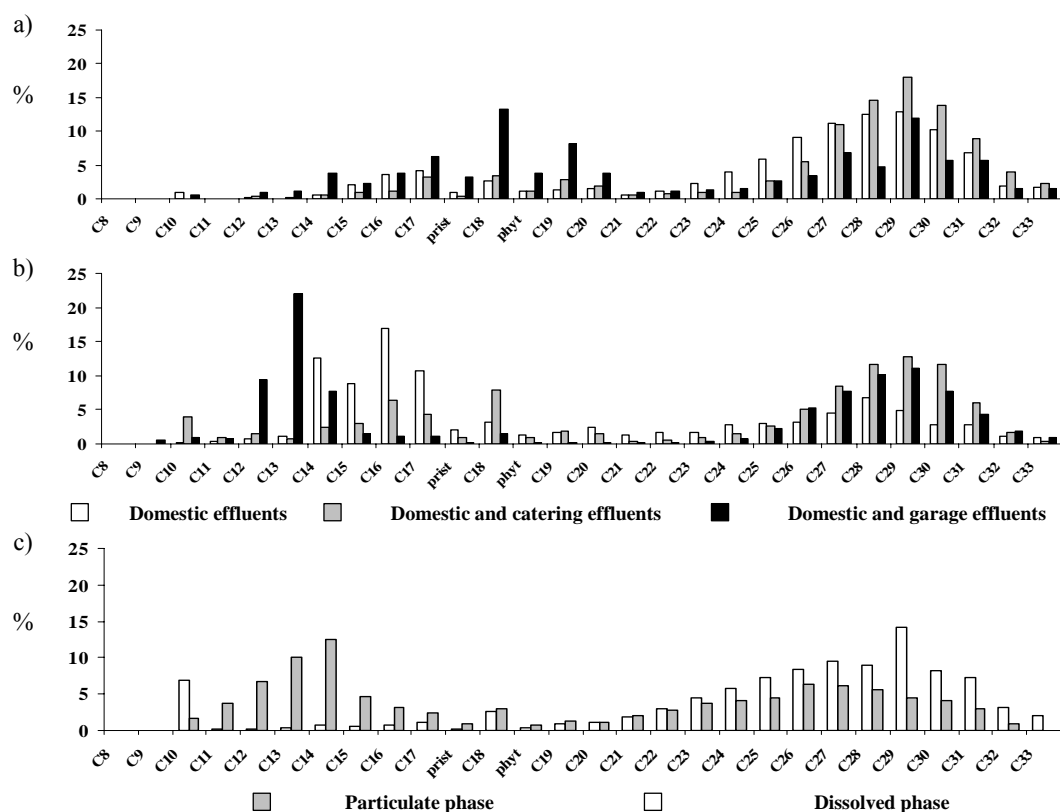 a)
25
20
%
15
10
5
0
C8 C9 C10 C11 C12 C13 C14 C15 C16 C17 prist C18 phyt C19 C20 C21 C22 C23 C24 C25 C26 C27 C28 C29 C30 C31 C32 C33
b)
25
20
%
15
10
5
0
C8 C9 C10 C11 C12 C13 C14 C15 C16 C17 prist C18 phyt C19 C20 C21 C22 C23 C24 C25 C26 C27 C28 C29 C30 C31 C32 C33
Domestic effluents Domestic and catering effluents Domestic and garage effluents
c)
25
20
%
15
10
5
0
C8 C9 C10 C11 C12 C13 C14 C15 C16 C17 prist C18 phyt C19 C20 C21 C22 C23 C24 C25 C26 C27 C28 C29 C30 C31 C32 C33
Particulate phase Dissolved phase